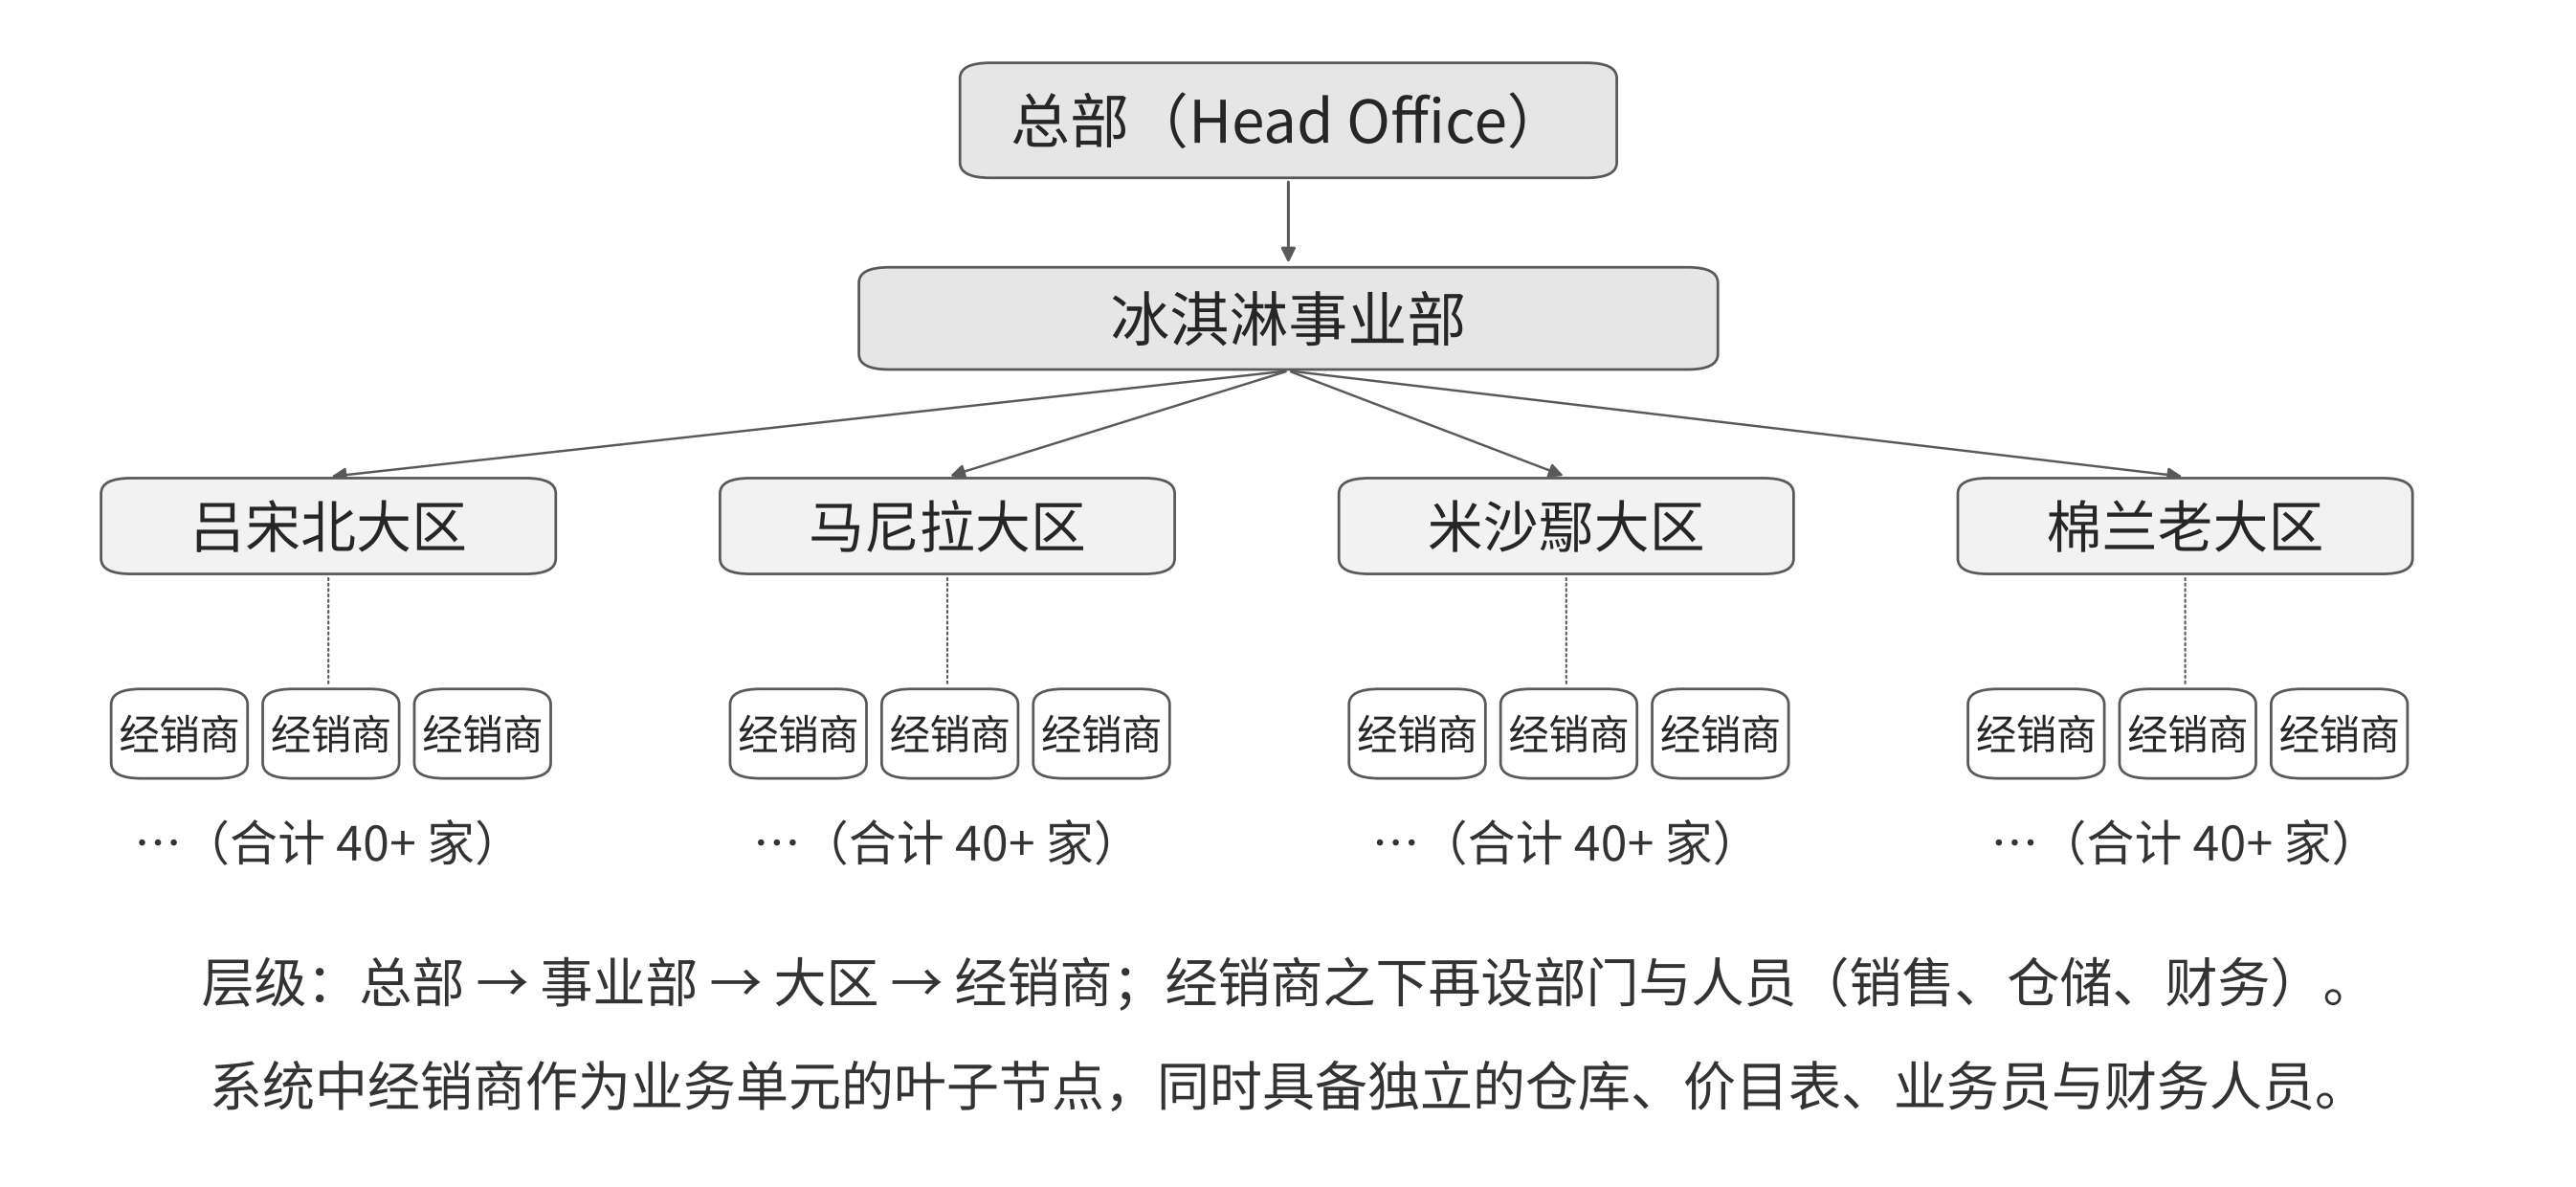 总部（Head Office）
冰淇淋事业部
吕宋北大区
马尼拉大区
米沙鄢大区
棉兰老大区
经销商 经销商 经销商
经销商 经销商 经销商
经销商 经销商 经销商
经销商 经销商 经销商
…（合计 40+ 家）
…（合计 40+ 家）
…（合计 40+ 家）
…（合计 40+ 家）
层级：总部 → 事业部 → 大区 → 经销商；经销商之下再设部门与人员（销售、仓储、财务）。
系统中经销商作为业务单元的叶子节点，同时具备独立的仓库、价目表、业务员与财务人员。